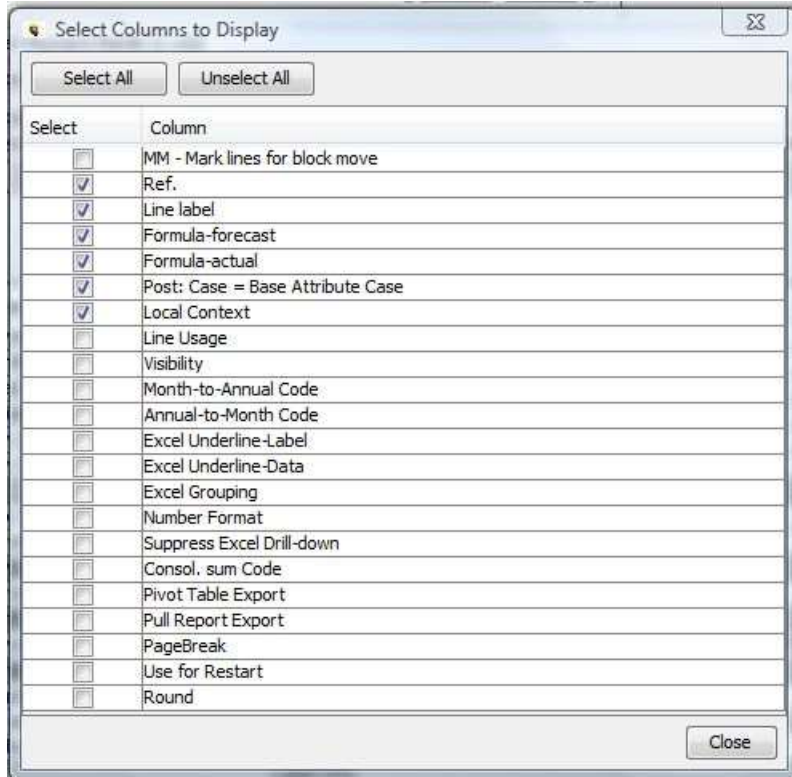 Select Columns to Display
Select All Unselect All
Select Column
MM - Mark lines for block move
Ref.
Line label
Formula-forecast
Formula-actual
Post: Case = Base Attribute Case
Local Context
Line Usage
Visibility
Month-to-Annual Code
Annual-to-Month Code
Excel Underline-Label
Excel Underline-Data
Excel Grouping
Number Format
Suppress Excel Drill-down
Consol. sum Code
Pivot Table Export
Pull Report Export
PageBreak
Use for Restart
Round
Close